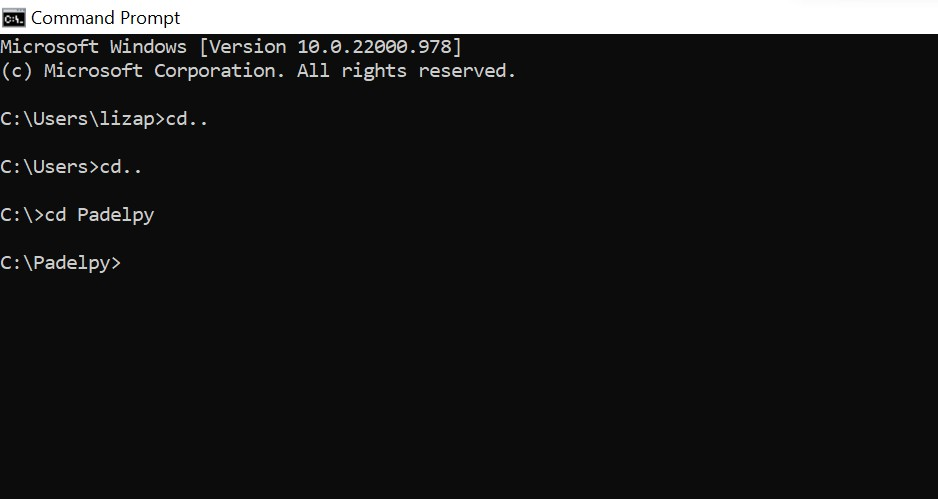 Command Prompt
Microsoft Windows [Version 10.0.22000.978]
(c) Microsoft Corporation. All rights reserved.
C:\Users\lizap>cd..
C:\Users>cd..
C:\>cd Padelpy
C:\Padelpy>